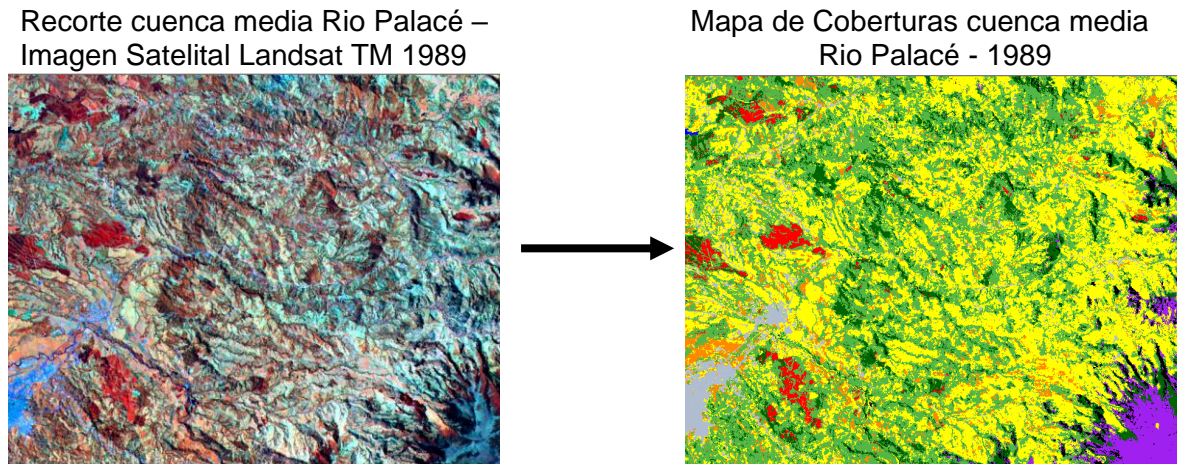 Recorte cuenca media Rio Palacé –
Imagen Satelital Landsat TM 1989
Mapa de Coberturas cuenca media
Rio Palacé - 1989